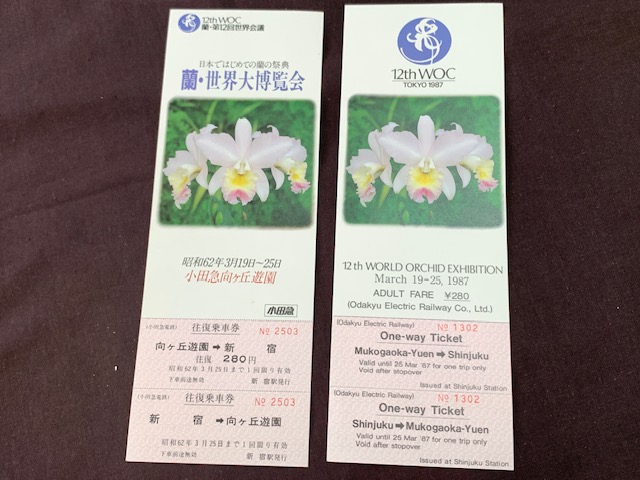 12th WOC
蘭・第12回世界会議
日本ではじめての蘭の祭典
蘭・世界大博覧会
昭和62年3月19日〜25日
小田急向ヶ丘遊園
小田急
(小田急電鉄) 往復乗車券 № 2503
向ヶ丘遊園➡新 宿
往復 280円
昭和62年3月25日まで1回限り有効
下車前途無効 新宿駅発行
(小田急電鉄) 往復乗車券 № 2503
新 宿➡向ヶ丘遊園
昭和62年3月25日まで1回限り有効
下車前途無効 新宿駅発行
12th WOC
TOKYO 1987
12th WORLD ORCHID EXHIBITION
March 19−25, 1987
ADULT FARE ¥280
(Odakyu Electric Railway Co., Ltd.)
(Odakyu Electric Railway) № 1302
One-way Ticket
Mukogaoka-Yuen➡Shinjuku
Valid until 25 Mar '87 for one trip only
Void after stopover
Issued at Shinjuku Station
(Odakyu Electric Railway) № 1302
One-way Ticket
Shinjuku➡Mukogaoka-Yuen
Valid until 25 Mar '87 for one trip only
Void after stopover
Issued at Shinjuku Station